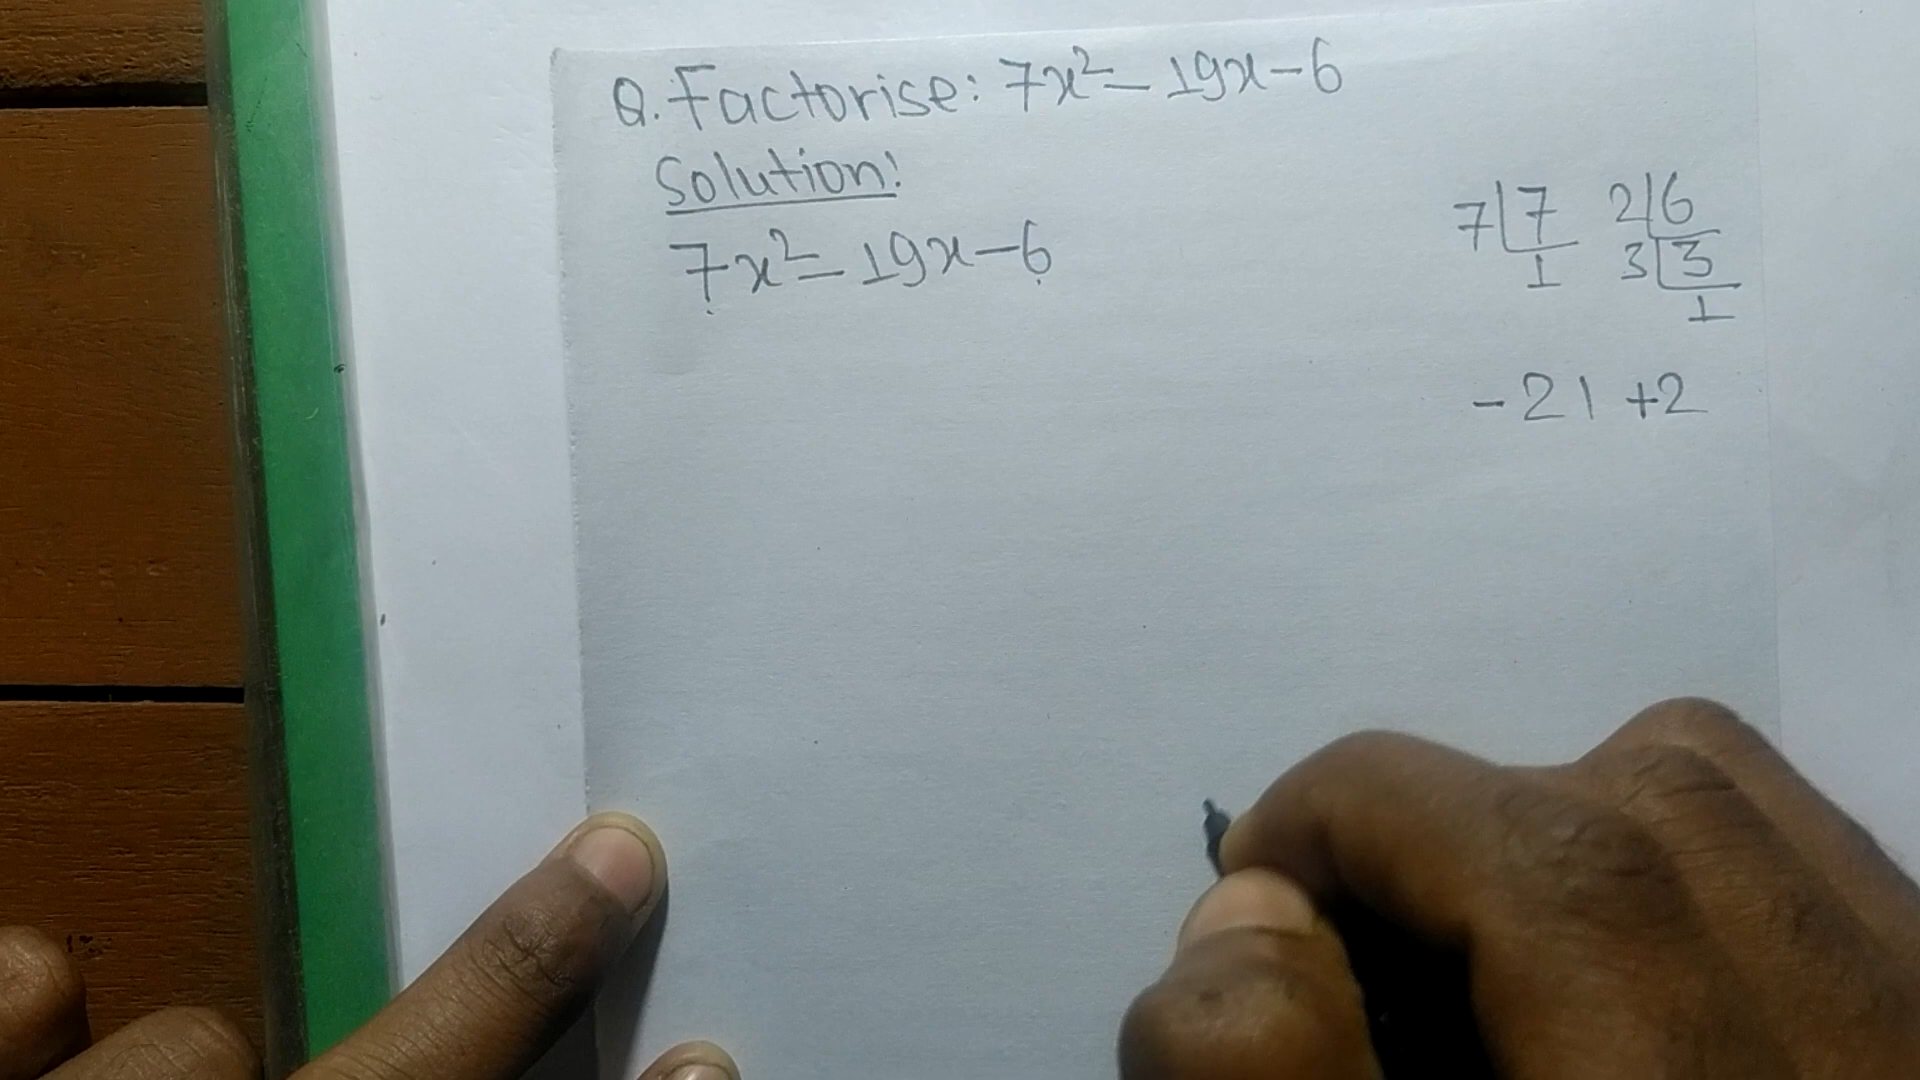 Q. Factorise: 7x² - 19x - 6
Solution:
7x² - 19x - 6
7|7 2|6
1 3|3
1
-21 +2